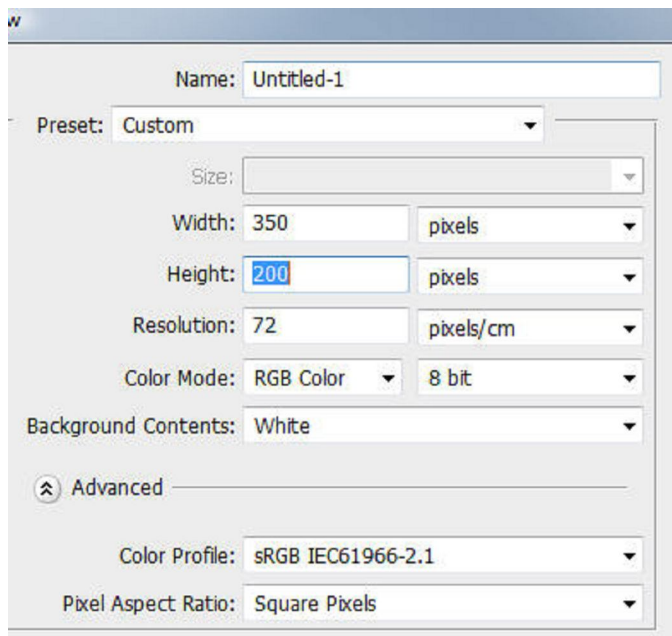 w
Name: Untitled-1
Preset: Custom
Size:
Width: 350 pixels
Height: 200 pixels
Resolution: 72 pixels/cm
Color Mode: RGB Color 8 bit
Background Contents: White
Advanced
Color Profile: sRGB IEC61966-2.1
Pixel Aspect Ratio: Square Pixels